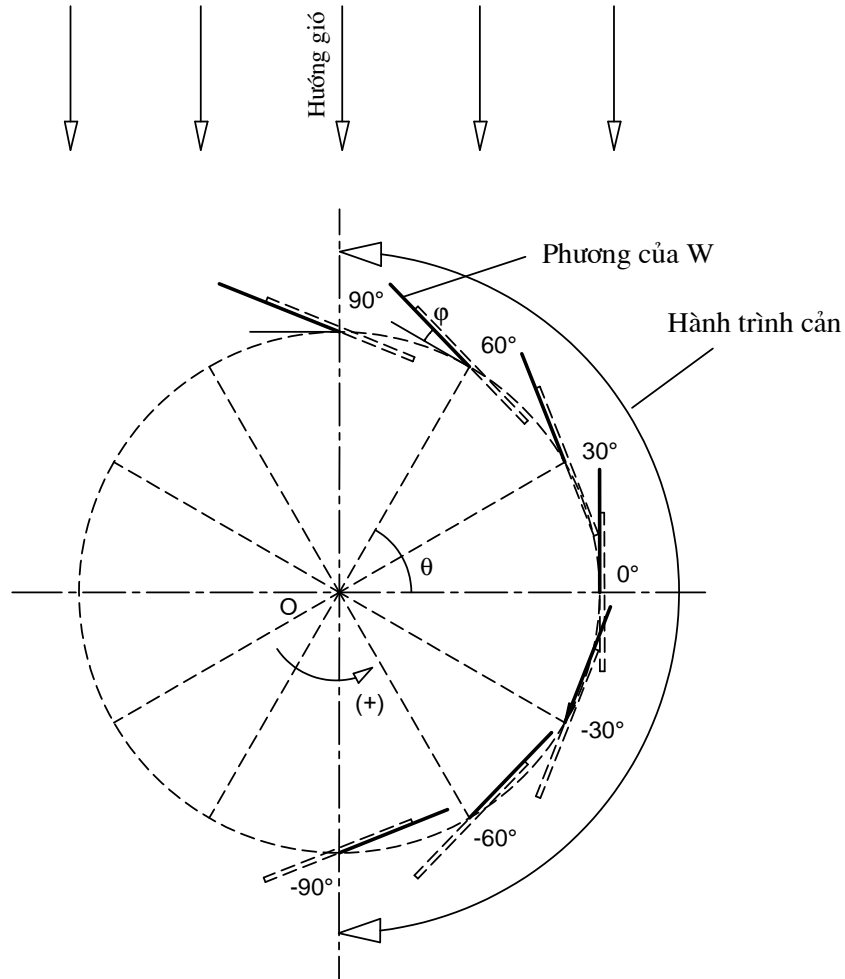 Hướng gió
Phương của W
90°
φ
Hành trình cản
60°
30°
θ
0°
O
(+)
-30°
-60°
-90°